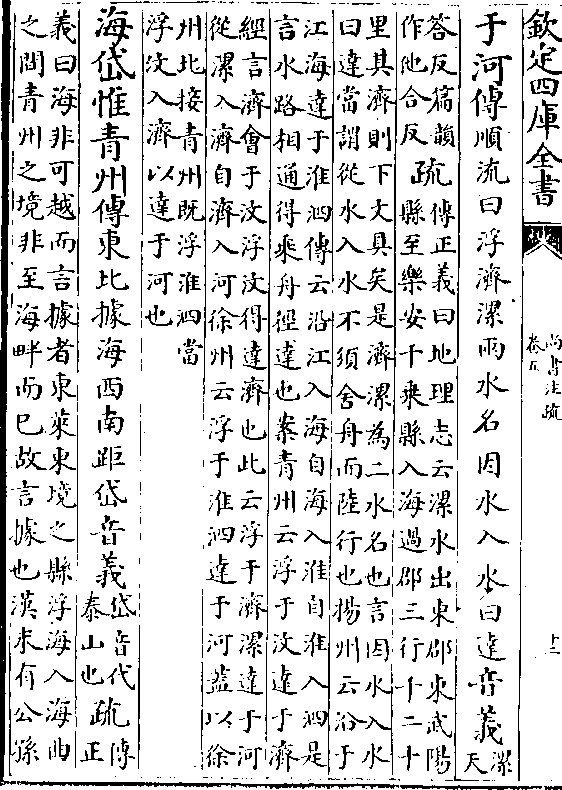 欽定四庫全書
尚書注疏
卷五
十二
于河傳順流曰浮濟漯兩水名因水入水曰達音義漯天
答反篇韻作他合反疏傳正義曰地理志云漯水出東郡東武陽縣至樂安千乗縣入海過郡三行千二十
里其濟則下文具矣是濟漯為二水名也言因水入水
曰達當謂從水入水不須舍舟而陸行也揚州云沿于
江海達于淮泗傳云沿江入海自海入淮自淮入泗是
言水路相通得乘舟徑達也案青州云浮于汶達于濟
經言濟會于汶浮汶得達濟也此云浮于濟漯達于河
從漯入濟自濟入河徐州云浮于淮泗達于河蓋以徐
州北接青州既浮淮泗當
浮汶入濟以達于河也
海岱惟青州傳東北據海西南距岱音義岱音代泰山也疏傳正
義曰海非可越而言據者東萊東境之縣浮海入海曲
之間青州之境非至海畔而已故言據也漢末有公孫